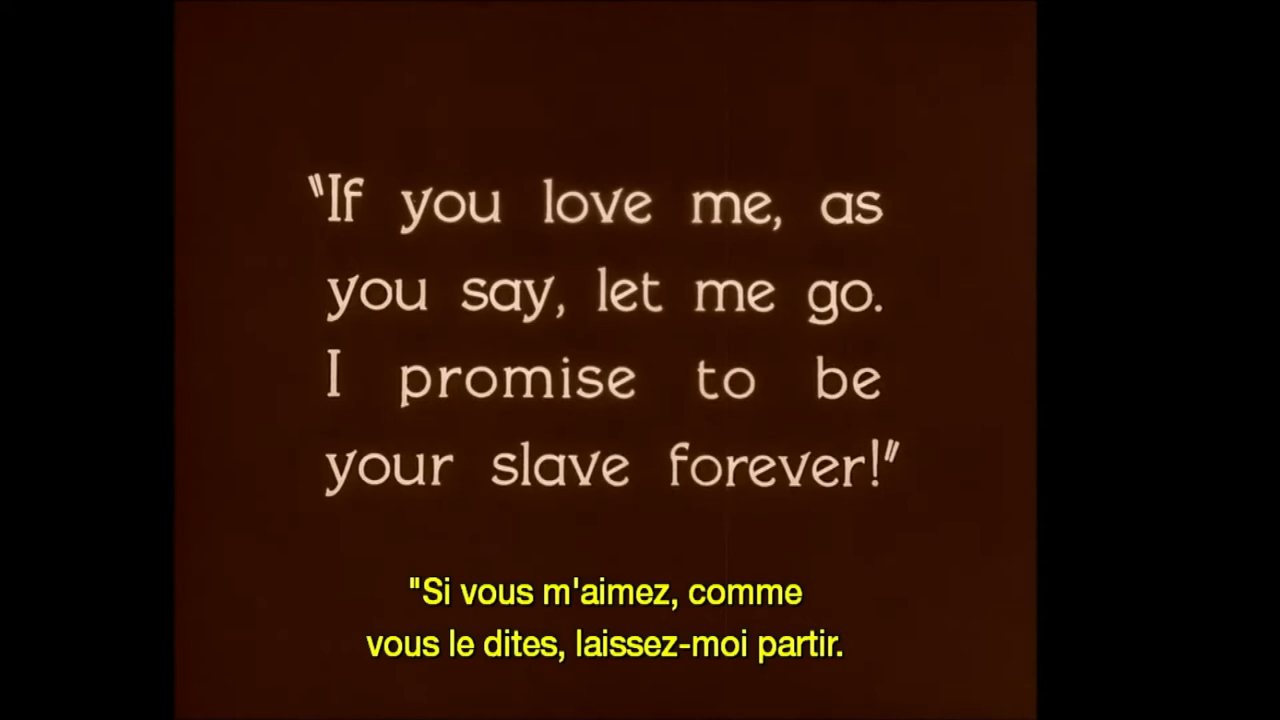 "If you love me, as
you say, let me go.
I promise to be
your slave forever!"
"Si vous m'aimez, comme
vous le dites, laissez-moi partir.